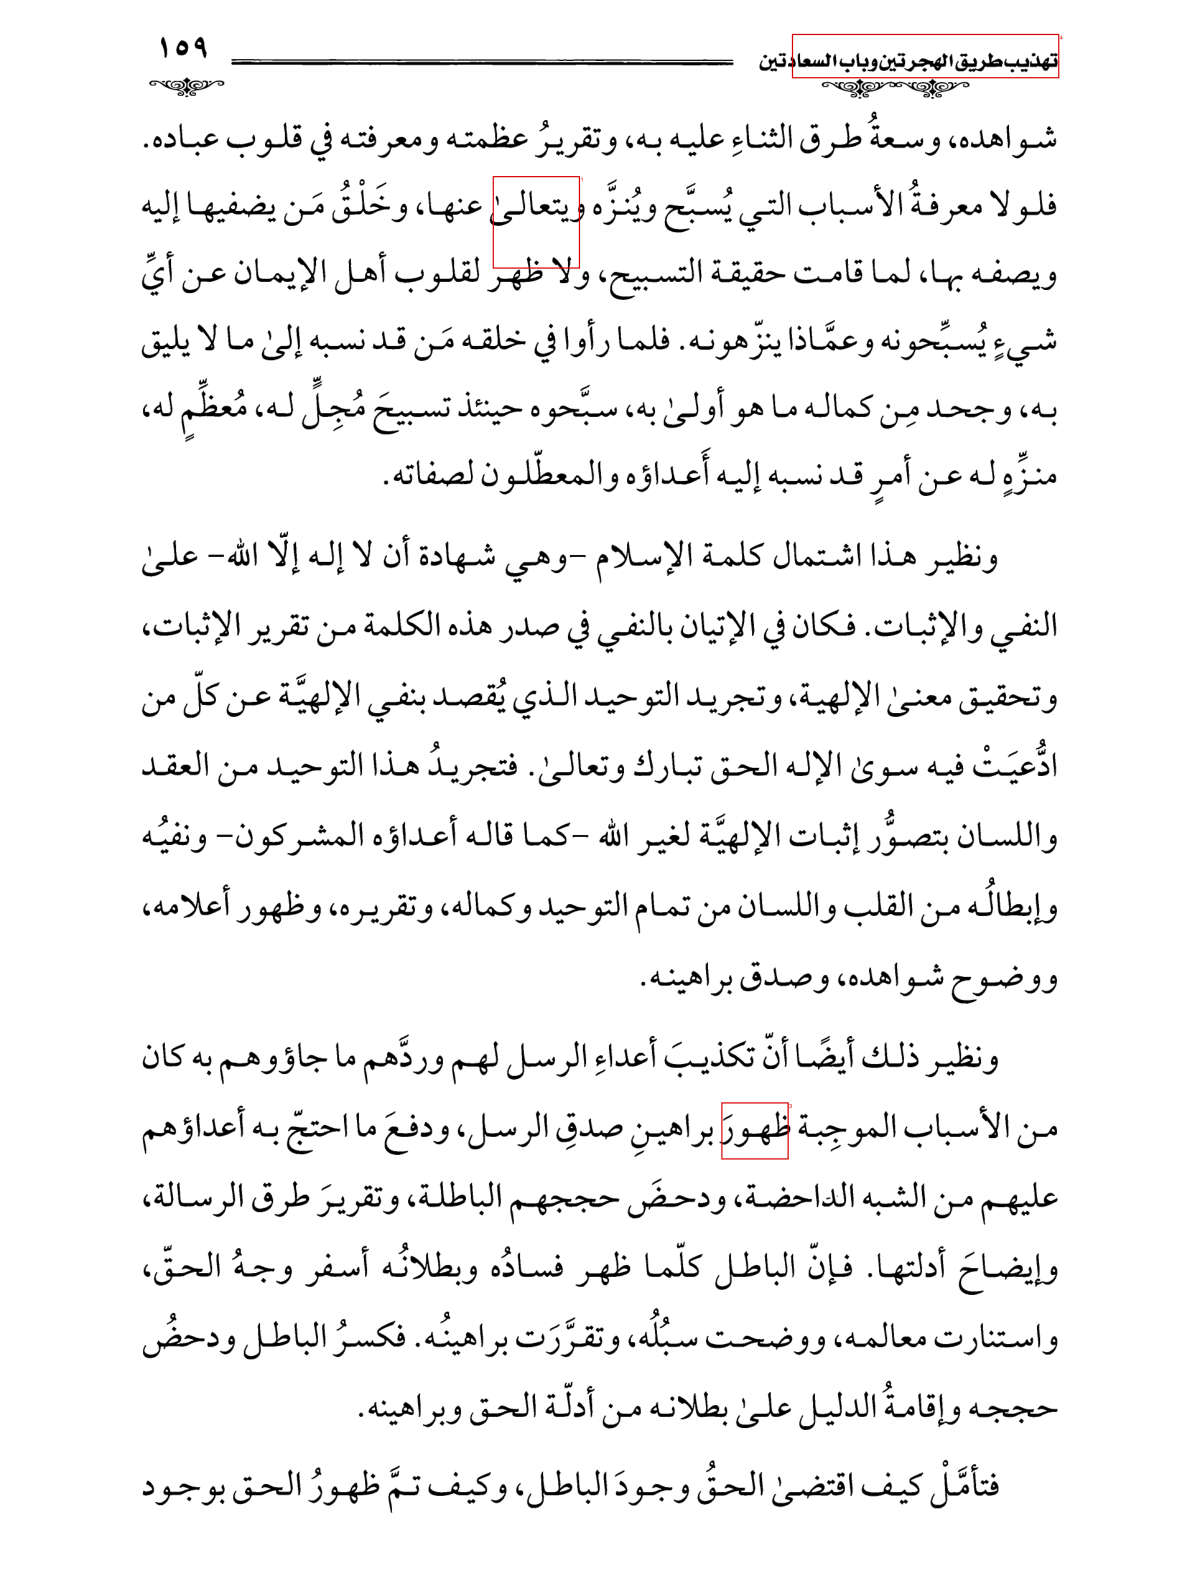 تهذيب طريق الهجرتين وباب السعادتين ١٥٩
شواهده، وسعةُ طرق الثناءِ عليه به، وتقريرُ عظمته ومعرفته في قلوب عباده.
فلولا معرفةُ الأسباب التي يُسبَّح ويُنزَّه ويتعالىٰ عنها، وخَلْقُ مَن يضفيها إليه
ويصفه بها، لما قامت حقيقة التسبيح، ولا ظهر لقلوب أهل الإيمان عن أيِّ
شيءٍ يُسبِّحونه وعمَّاذا ينزّهونه. فلما رأوا في خلقه مَن قد نسبه إلىٰ ما لا يليق
به، وجحد مِن كماله ما هو أولىٰ به، سبَّحوه حينئذ تسبيحَ مُجِلٍّ له، مُعظِّمٍ له،
منزِّهٍ له عن أمرٍ قد نسبه إليه أَعداؤه والمعطّلون لصفاته.
ونظير هذا اشتمال كلمة الإسلام –وهي شهادة أن لا إله إلّا الله– علىٰ
النفي والإثبات. فكان في الإتيان بالنفي في صدر هذه الكلمة من تقرير الإثبات،
وتحقيق معنىٰ الإلهية، وتجريد التوحيد الذي يُقصد بنفي الإلهيَّة عن كلّ من
ادُّعيَتْ فيه سوىٰ الإله الحق تبارك وتعالىٰ. فتجريدُ هذا التوحيد من العقد
واللسان بتصوُّر إثبات الإلهيَّة لغير الله –كما قاله أعداؤه المشركون– ونفيُه
وإبطالُه من القلب واللسان من تمام التوحيد وكماله، وتقريره، وظهور أعلامه،
ووضوح شواهده، وصدق براهينه.
ونظير ذلك أيضًا أنّ تكذيبَ أعداءِ الرسل لهم وردَّهم ما جاؤوهم به كان
من الأسباب الموجِبة ظهورَ براهينِ صدقِ الرسل، ودفعَ ما احتجّ به أعداؤهم
عليهم من الشبه الداحضة، ودحضَ حججهم الباطلة، وتقريرَ طرق الرسالة،
وإيضاحَ أدلتها. فإنّ الباطل كلّما ظهر فسادُه وبطلانُه أسفر وجهُ الحقّ،
واستنارت معالمه، ووضحت سبُلُه، وتقرَّرَت براهينُه. فكسرُ الباطل ودحضُ
حججه وإقامةُ الدليل علىٰ بطلانه من أدلّة الحق وبراهينه.
فتأمَّلْ كيف اقتضىٰ الحقُّ وجودَ الباطل، وكيف تمَّ ظهورُ الحق بوجود